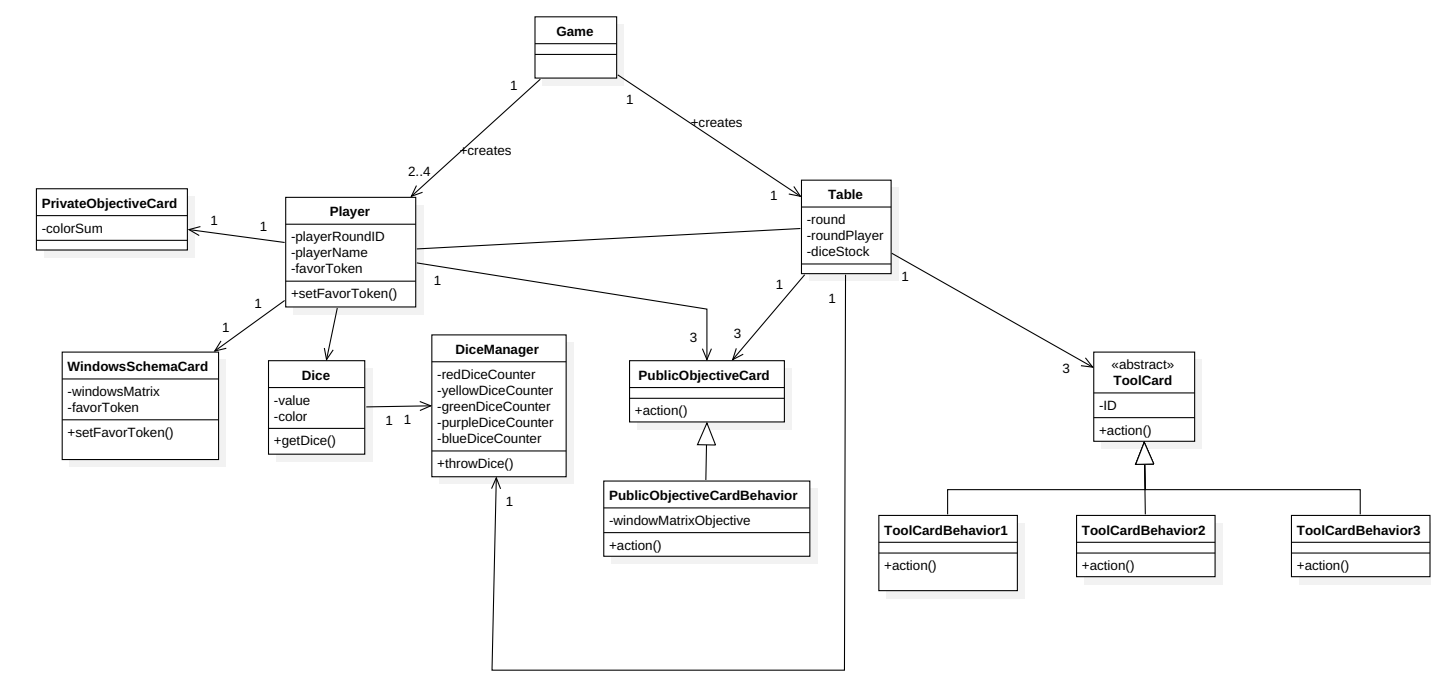 Game
1
1
+creates
+creates
2..4
1
PrivateObjectiveCard
-colorSum
1
1
Player
-playerRoundID
-playerName
-favorToken
+setFavorToken()
Table
-round
-roundPlayer
-diceStock
1
1
1
1
3
3
1
3
1
1
WindowsSchemaCard
-windowsMatrix
-favorToken
+setFavorToken()
Dice
-value
-color
+getDice()
1
1
DiceManager
-redDiceCounter
-yellowDiceCounter
-greenDiceCounter
-purpleDiceCounter
-blueDiceCounter
+throwDice()
1
PublicObjectiveCard
+action()
«abstract»
ToolCard
-ID
+action()
PublicObjectiveCardBehavior
-windowMatrixObjective
+action()
ToolCardBehavior1
+action()
ToolCardBehavior2
+action()
ToolCardBehavior3
+action()